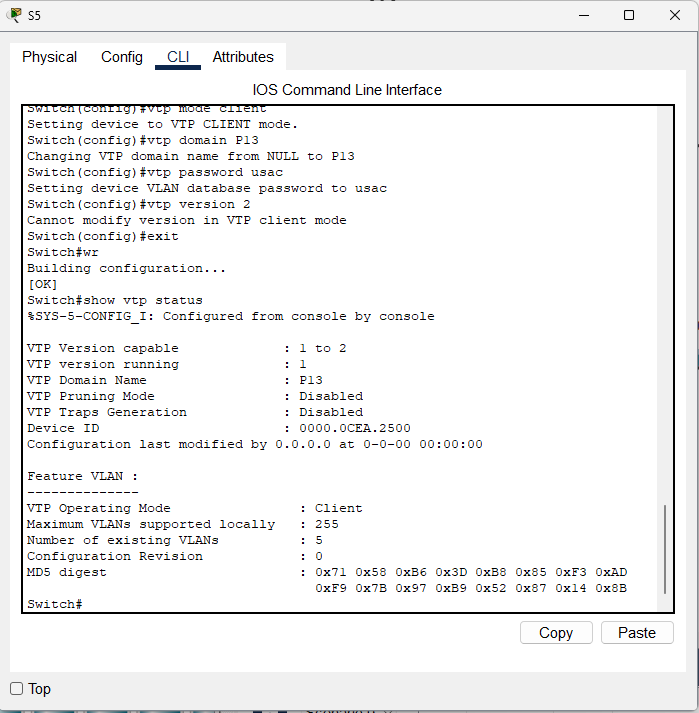 S5
Physical Config CLI Attributes
IOS Command Line Interface
Switch(config)#vtp mode client
Setting device to VTP CLIENT mode.
Switch(config)#vtp domain P13
Changing VTP domain name from NULL to P13
Switch(config)#vtp password usac
Setting device VLAN database password to usac
Switch(config)#vtp version 2
Cannot modify version in VTP client mode
Switch(config)#exit
Switch#wr
Building configuration...
[OK]
Switch#show vtp status
%SYS-5-CONFIG_I: Configured from console by console
VTP Version capable : 1 to 2
VTP version running : 1
VTP Domain Name : P13
VTP Pruning Mode : Disabled
VTP Traps Generation : Disabled
Device ID : 0000.0CEA.2500
Configuration last modified by 0.0.0.0 at 0-0-00 00:00:00
Feature VLAN :
--------------
VTP Operating Mode : Client
Maximum VLANs supported locally : 255
Number of existing VLANs : 5
Configuration Revision : 0
MD5 digest : 0x71 0x58 0xB6 0x3D 0xB8 0x85 0xF3 0xAD
0xF9 0x7B 0x97 0xB9 0x52 0x87 0x14 0x8B
Switch#
Copy Paste
Top